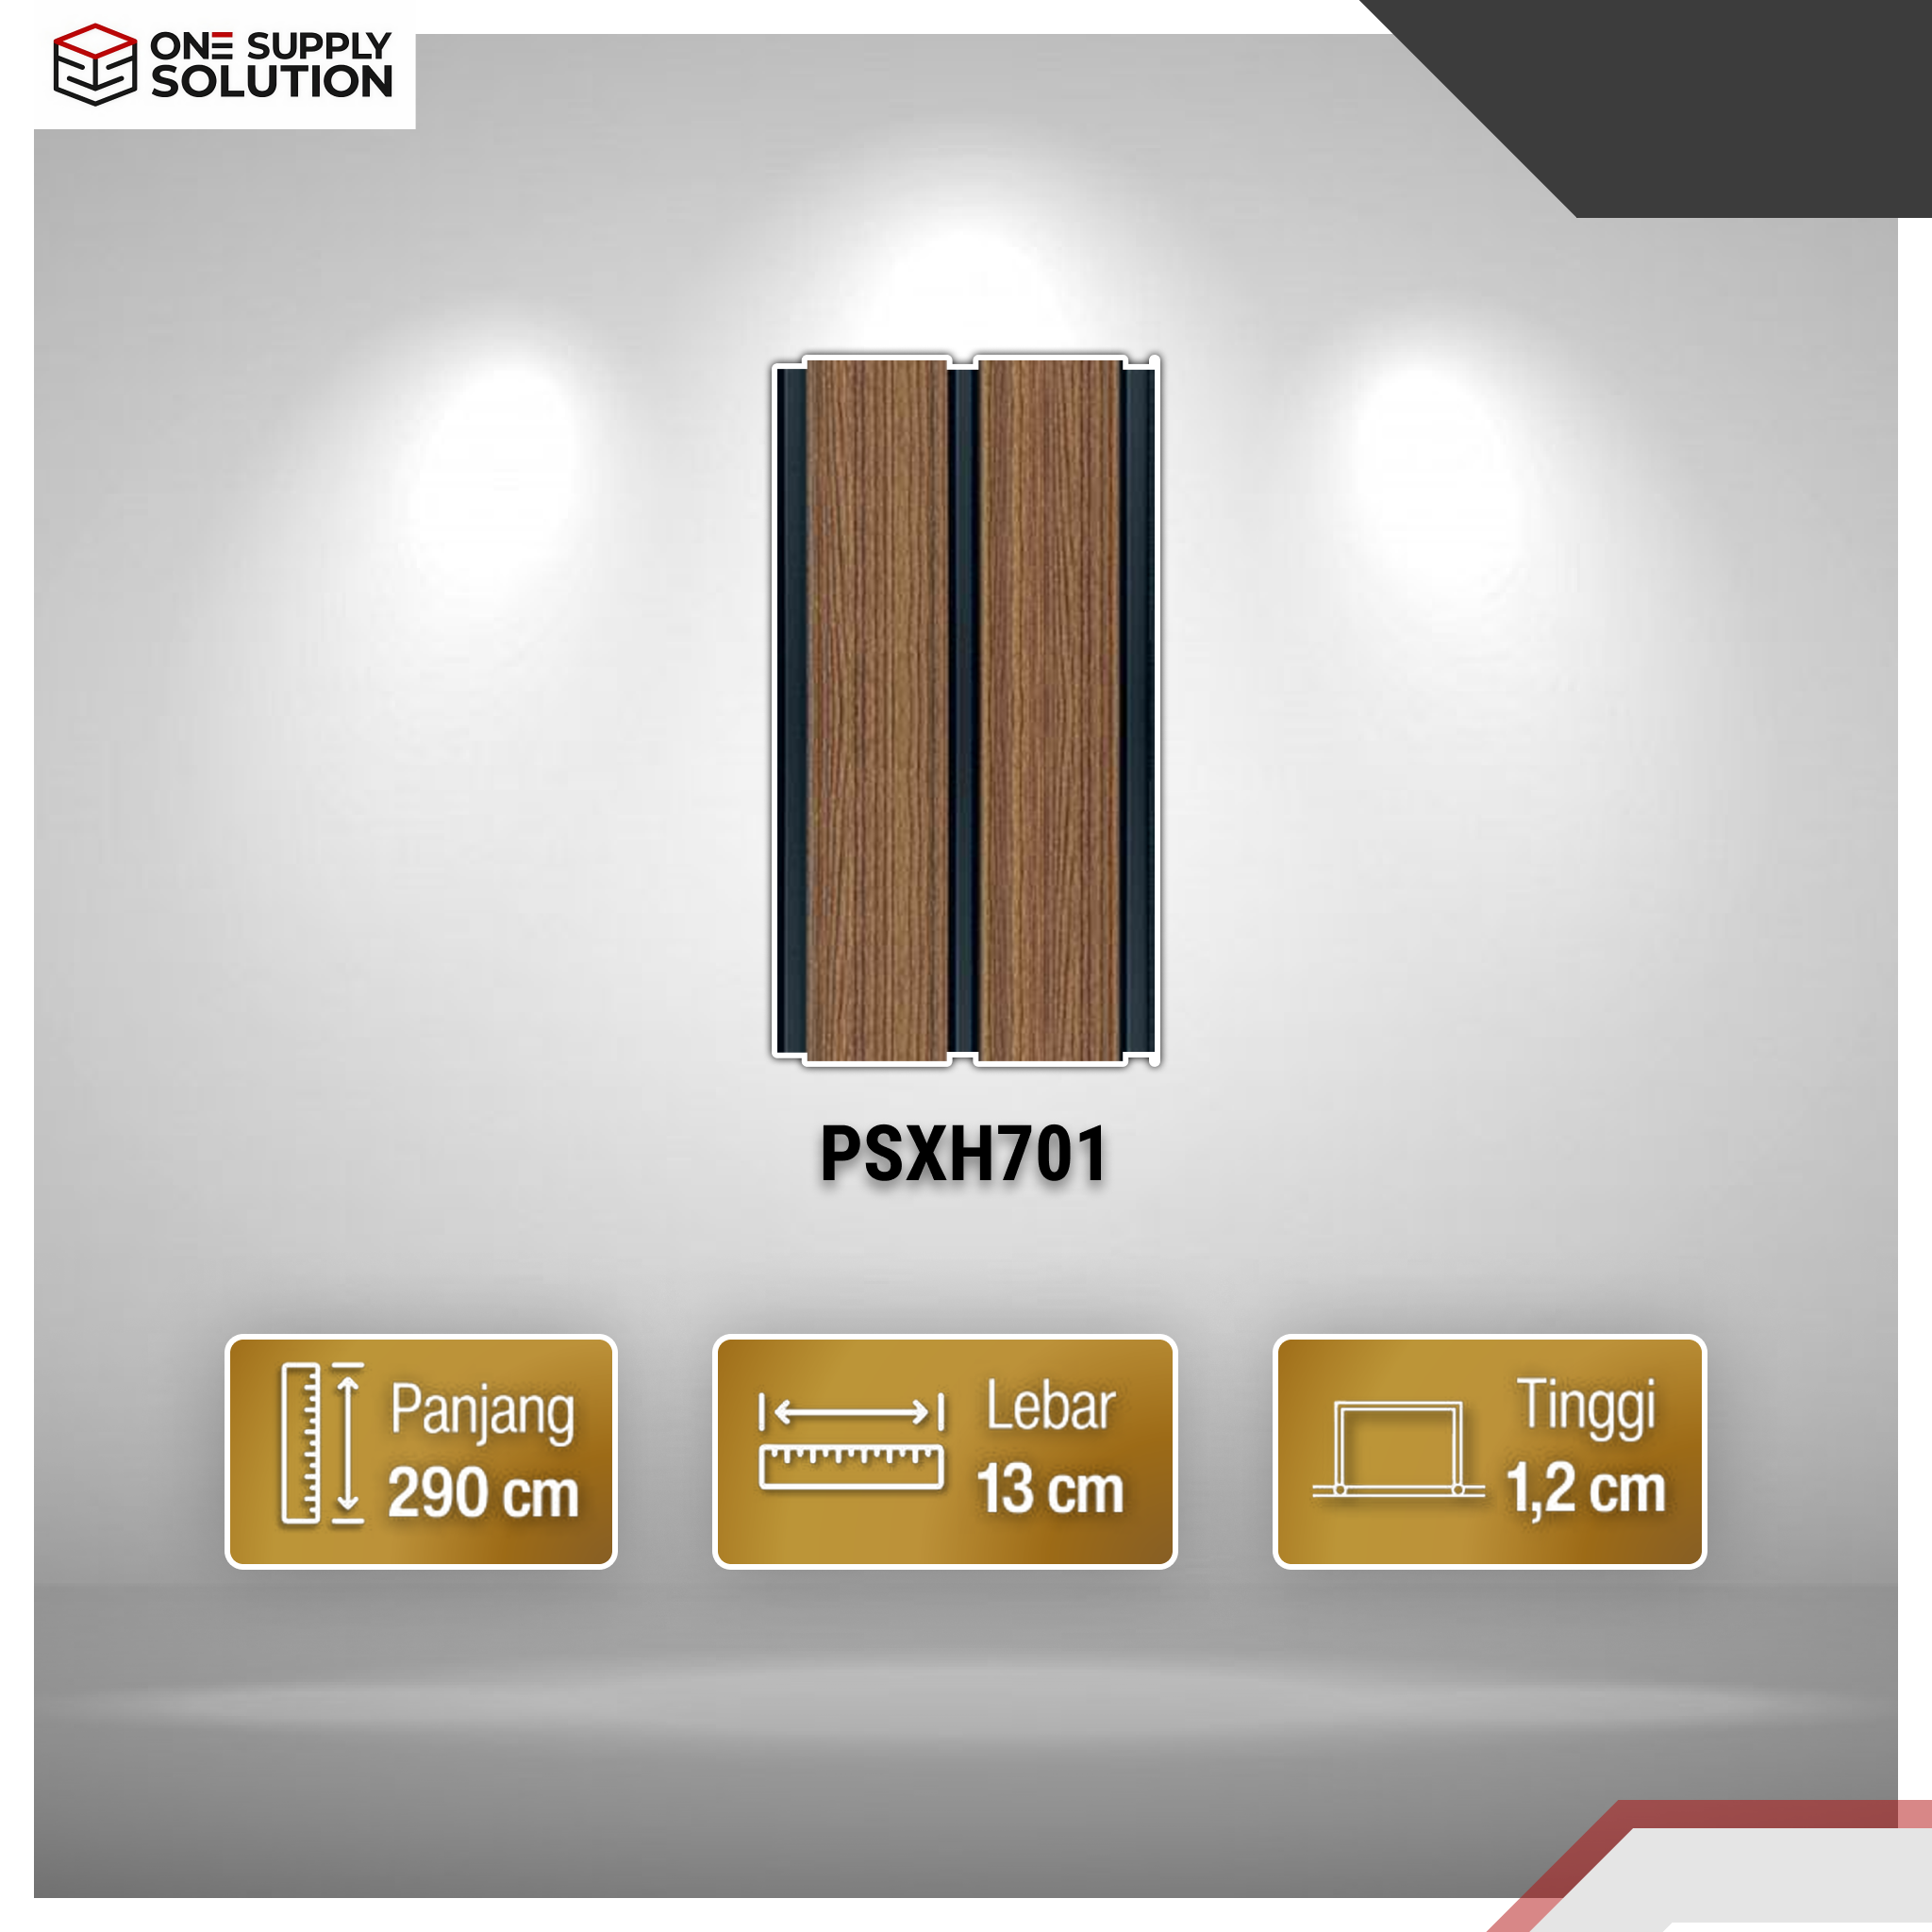 ONE SUPPLY
SOLUTION
PSXH701
Panjang
290 cm
Lebar
13 cm
Tinggi
1,2 cm